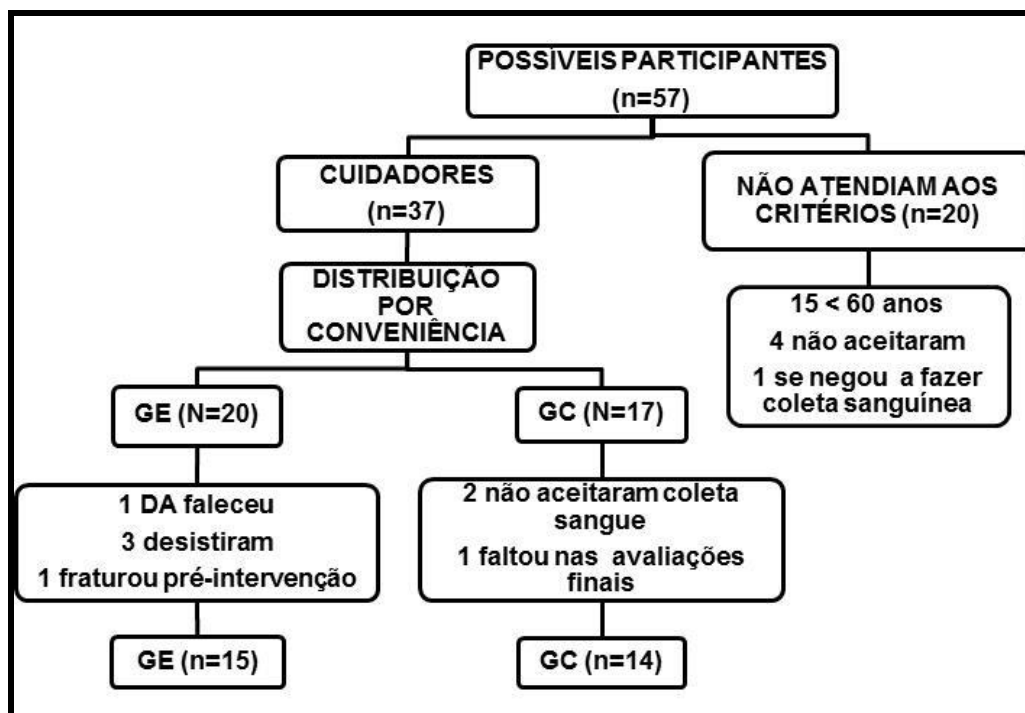 POSSÍVEIS PARTICIPANTES
(n=57)
CUIDADORES
(n=37)
NÃO ATENDIAM AOS
CRITÉRIOS (n=20)
DISTRIBUIÇÃO
POR
CONVENIÊNCIA
15 < 60 anos
4 não aceitaram
1 se negou a fazer
coleta sanguínea
GE (N=20)
GC (N=17)
1 DA faleceu
3 desistiram
1 fraturou pré-intervenção
2 não aceitaram coleta
sangue
1 faltou nas avaliações
finais
GE (n=15)
GC (n=14)